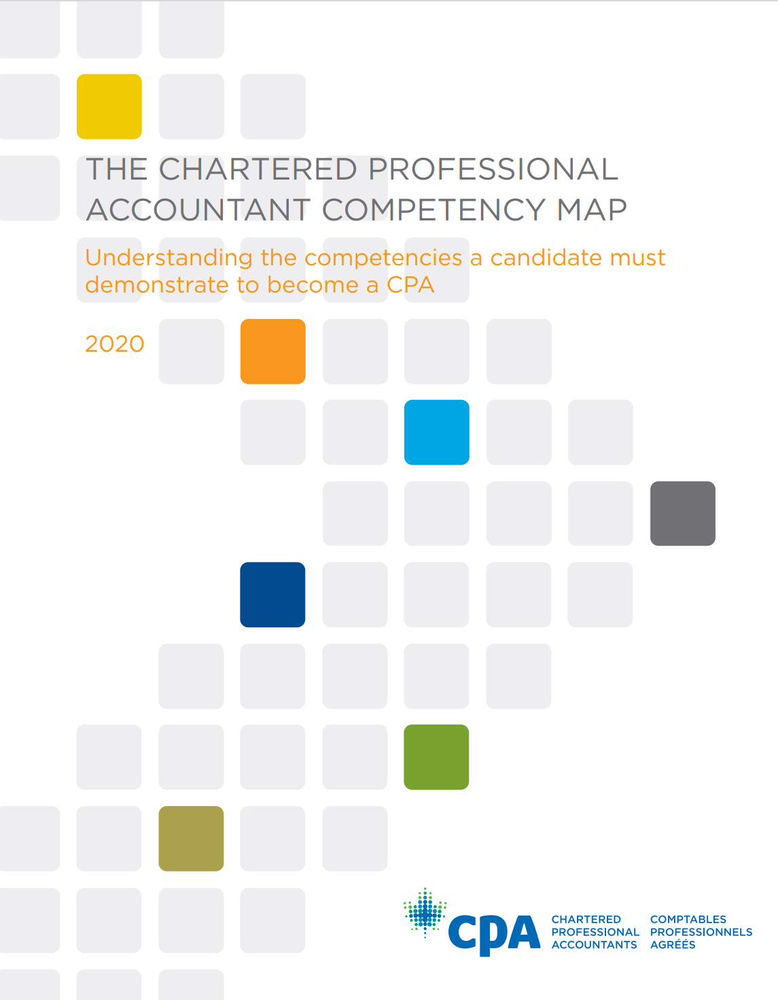 THE CHARTERED PROFESSIONAL
ACCOUNTANT COMPETENCY MAP
Understanding the competencies a candidate must
demonstrate to become a CPA
2020
CPA
CHARTERED
PROFESSIONAL
ACCOUNTANTS
COMPTABLES
PROFESSIONNELS
AGRÉÉS